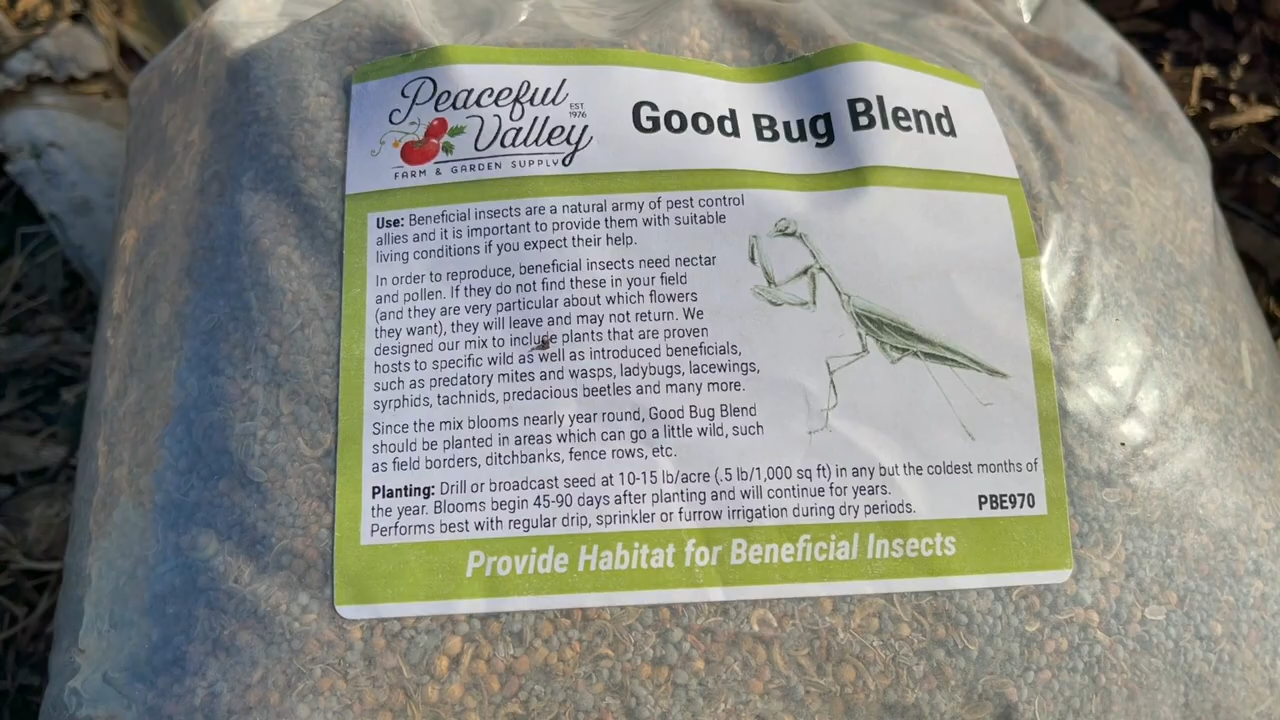 Peaceful
Valley
EST.
1976
FARM & GARDEN SUPPLY
Good Bug Blend
Use: Beneficial insects are a natural army of pest control
allies and it is important to provide them with suitable
living conditions if you expect their help.
In order to reproduce, beneficial insects need nectar
and pollen. If they do not find these in your field
(and they are very particular about which flowers
they want), they will leave and may not return. We
designed our mix to include plants that are proven
hosts to specific wild as well as introduced beneficials,
such as predatory mites and wasps, ladybugs, lacewings,
syrphids, tachnids, predacious beetles and many more.
Since the mix blooms nearly year round, Good Bug Blend
should be planted in areas which can go a little wild, such
as field borders, ditchbanks, fence rows, etc.
Planting: Drill or broadcast seed at 10-15 lb/acre (.5 lb/1,000 sq ft) in any but the coldest months of
the year. Blooms begin 45-90 days after planting and will continue for years.
Performs best with regular drip, sprinkler or furrow irrigation during dry periods.
PBE970
Provide Habitat for Beneficial Insects